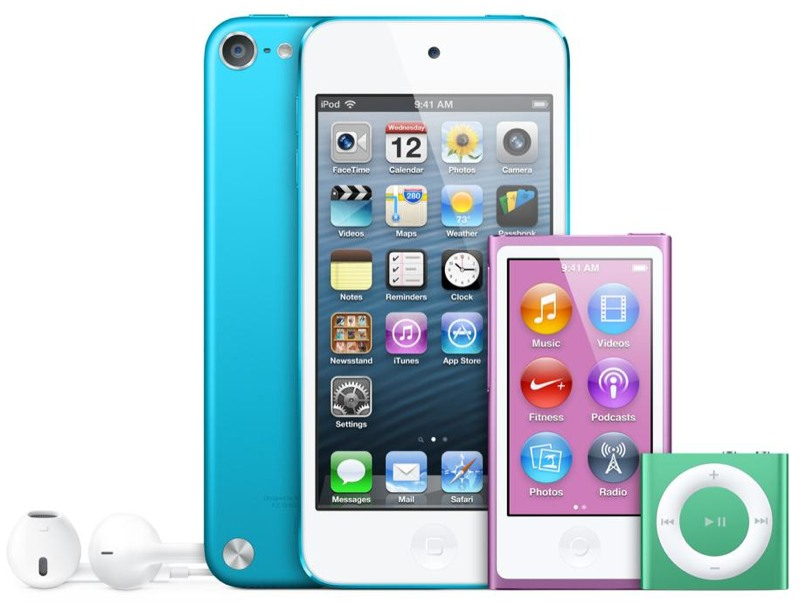 iPod 9:41 AM
Wednesday
12
FaceTime Calendar Photos Camera
280
73°
Videos Maps Weather Passbook
Notes Reminders Clock
Newsstand iTunes App Store
Settings
Messages Mail Safari
9:41 AM
Music Videos
Fitness Podcasts
Photos Radio